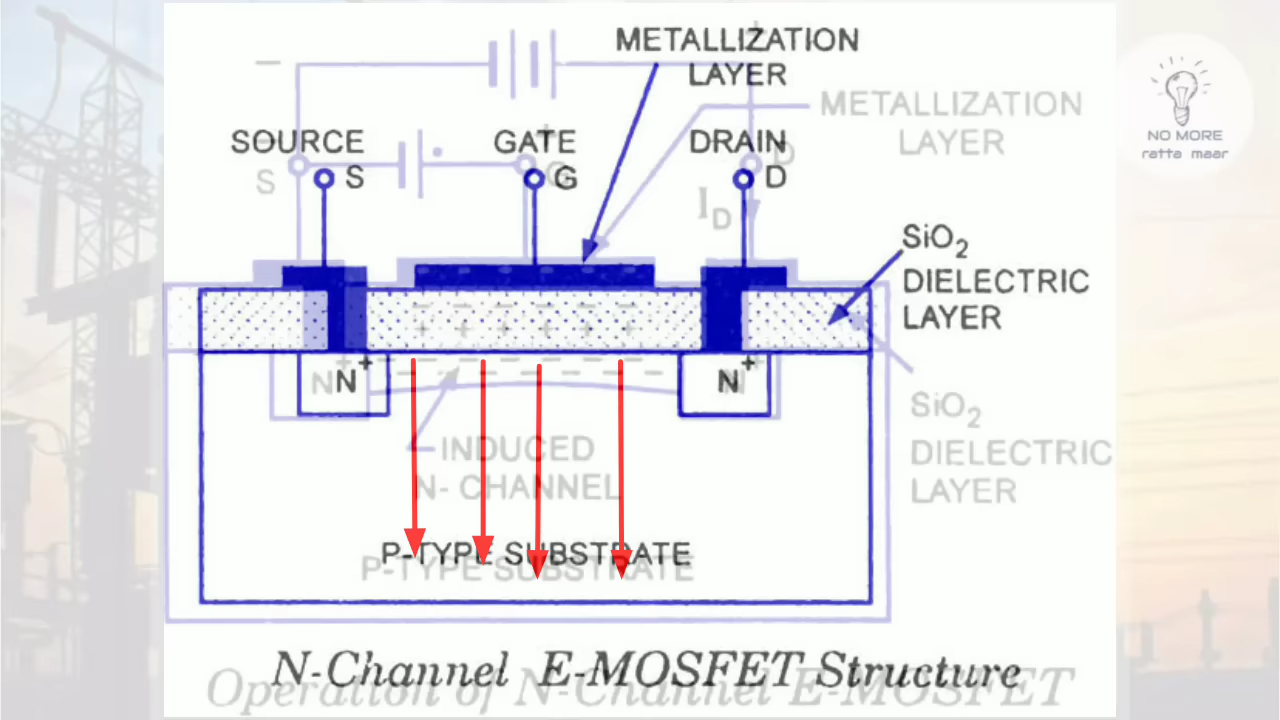 METALLIZATION
LAYER
METALLIZATION
LAYER
NO MORE
ratta maar
SOURCE
GATE
DRAIN
S
G
D
S
G
D
I_D
SiO₂
DIELECTRIC
LAYER
N⁺
N
N⁺
N
INDUCED
N- CHANNEL
SiO₂
DIELECTRIC
LAYER
P-TYPE SUBSTRATE
P-TYPE SUBSTRATE
N-Channel E-MOSFET Structure
Operation of N-Channel E-MOSFET